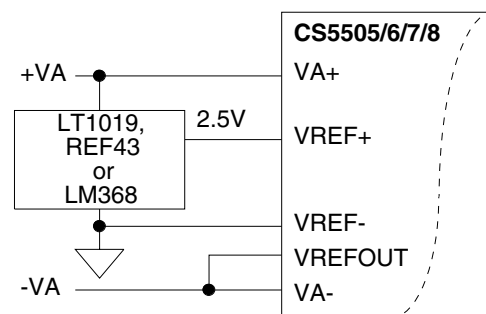 CS5505/6/7/8
+VA
VA+
LT1019,
REF43
or
LM368
2.5V
VREF+
VREF-
VREFOUT
-VA
VA-